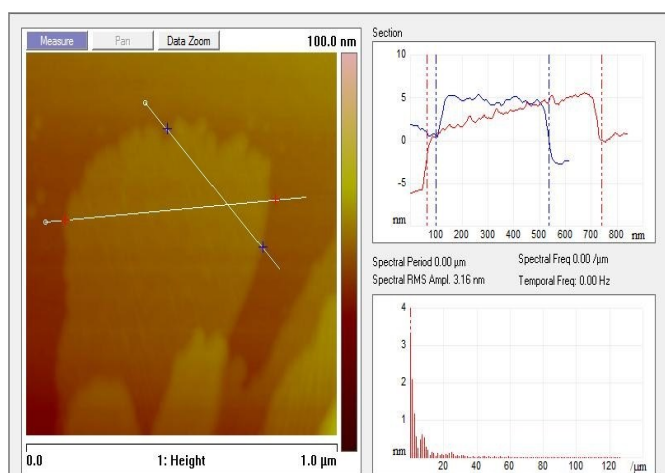 Measure Pan Data Zoom 100.0 nm
0.0 1: Height 1.0 µm
Section
10
5
0
-5
nm
100 200 300 400 500 600 700 800 nm
Spectral Period 0.00 µm Spectral Freq 0.00 /µm
Spectral RMS Ampl. 3.16 nm Temporal Freq: 0.00 Hz
4
3
2
1
nm
20 40 60 80 100 120 /µm